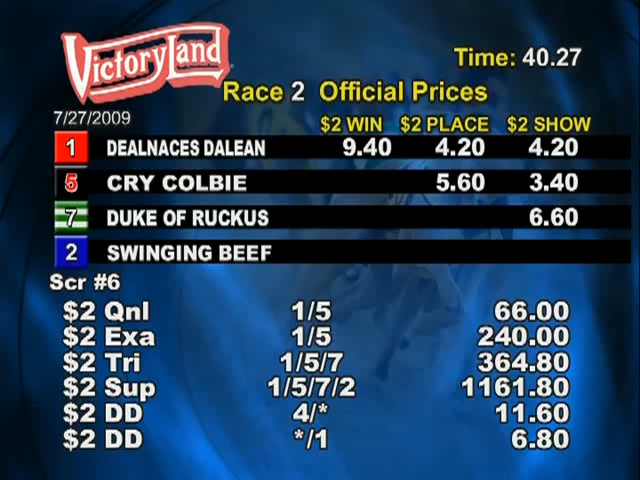 VictoryLand
Time: 40.27
Race 2 Official Prices
7/27/2009
$2 WIN $2 PLACE $2 SHOW
1 DEALNACES DALEAN 9.40 4.20 4.20
5 CRY COLBIE 5.60 3.40
7 DUKE OF RUCKUS 6.60
2 SWINGING BEEF
Scr #6
$2 Qnl 1/5 66.00
$2 Exa 1/5 240.00
$2 Tri 1/5/7 364.80
$2 Sup 1/5/7/2 1161.80
$2 DD 4/* 11.60
$2 DD */1 6.80